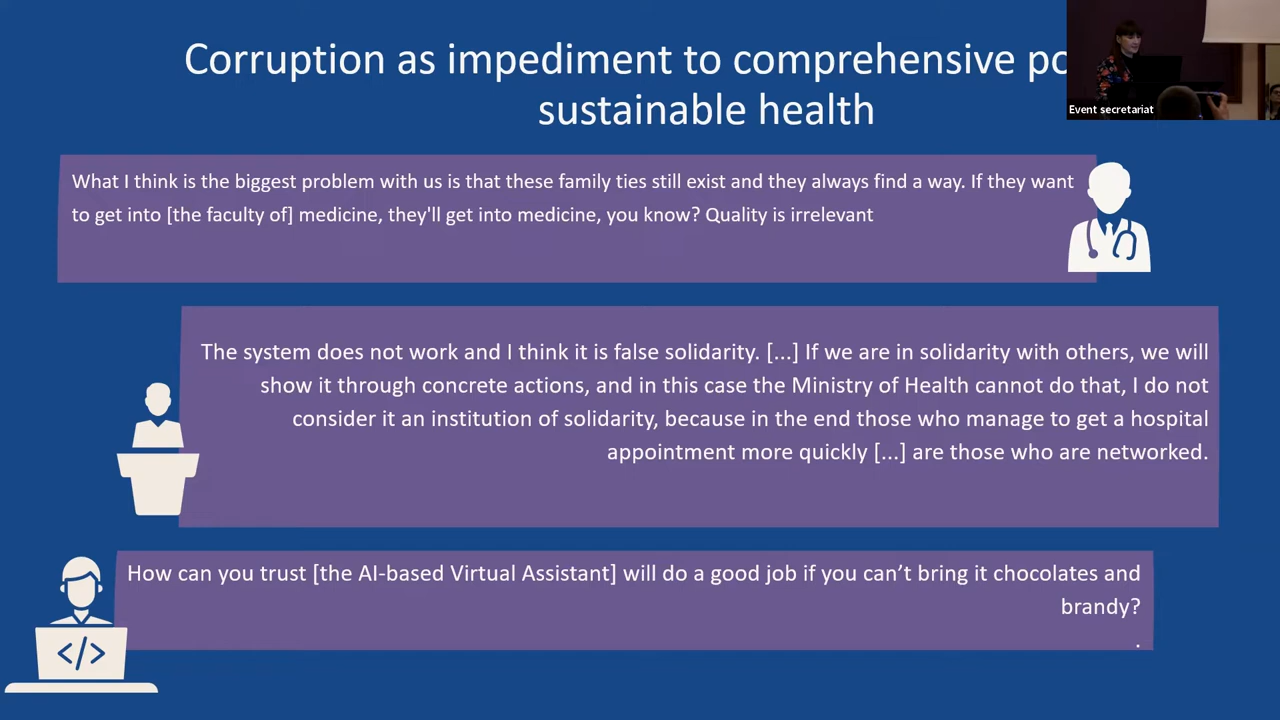 Corruption as impediment to comprehensive
sustainable health
Event secretariat
What I think is the biggest problem with us is that these family ties still exist and they always find a way. If they want
to get into [the faculty of] medicine, they'll get into medicine, you know? Quality is irrelevant
The system does not work and I think it is false solidarity. [...] If we are in solidarity with others, we will
show it through concrete actions, and in this case the Ministry of Health cannot do that, I do not
consider it an institution of solidarity, because in the end those who manage to get a hospital
appointment more quickly [...] are those who are networked.
How can you trust [the AI-based Virtual Assistant] will do a good job if you can’t bring it chocolates and
brandy?
.
</>